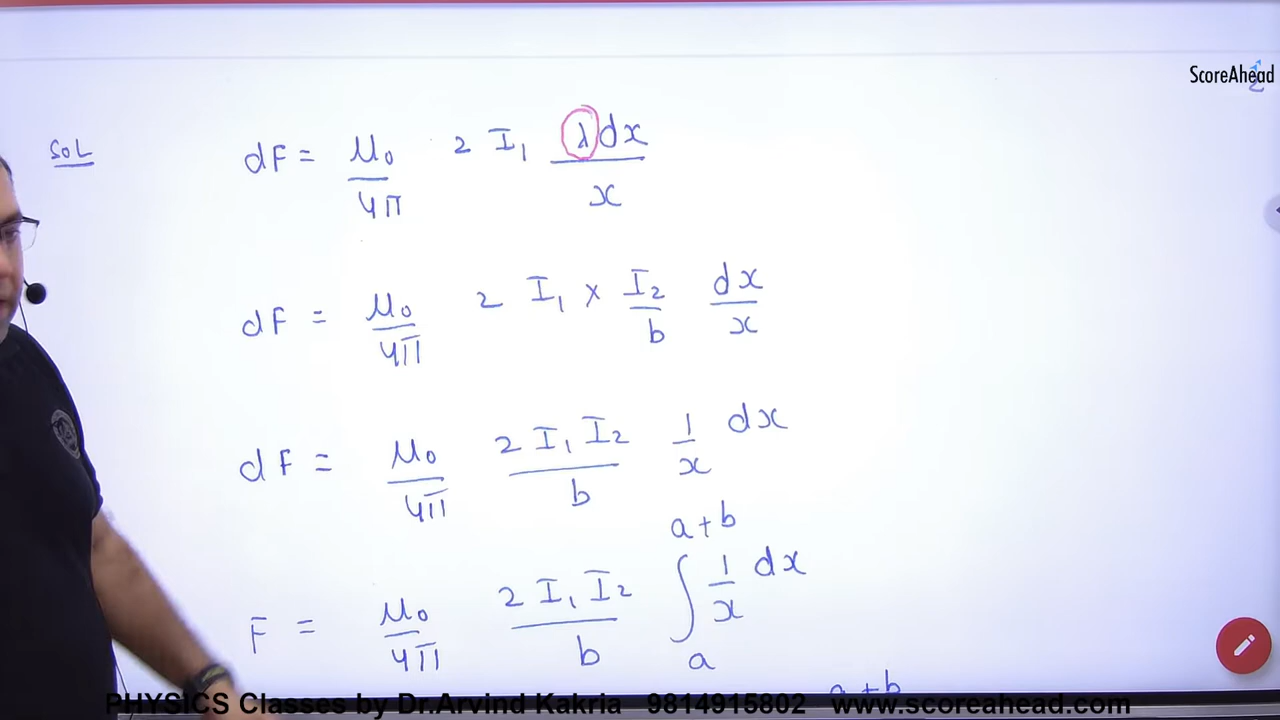 ScoreAhead
SOL
dF = μ₀/4π 2 I₁ λdx/x
dF = μ₀/4π 2 I₁ × I₂/b dx/x
dF = μ₀/4π 2 I₁ I₂/b 1/x dx
F = μ₀/4π 2 I₁ I₂/b ∫ₐᵃ⁺ᵇ 1/x dx
a+b
PHYSICS Classes by Dr.Arvind Kakria 9814915802 www.scoreahead.com